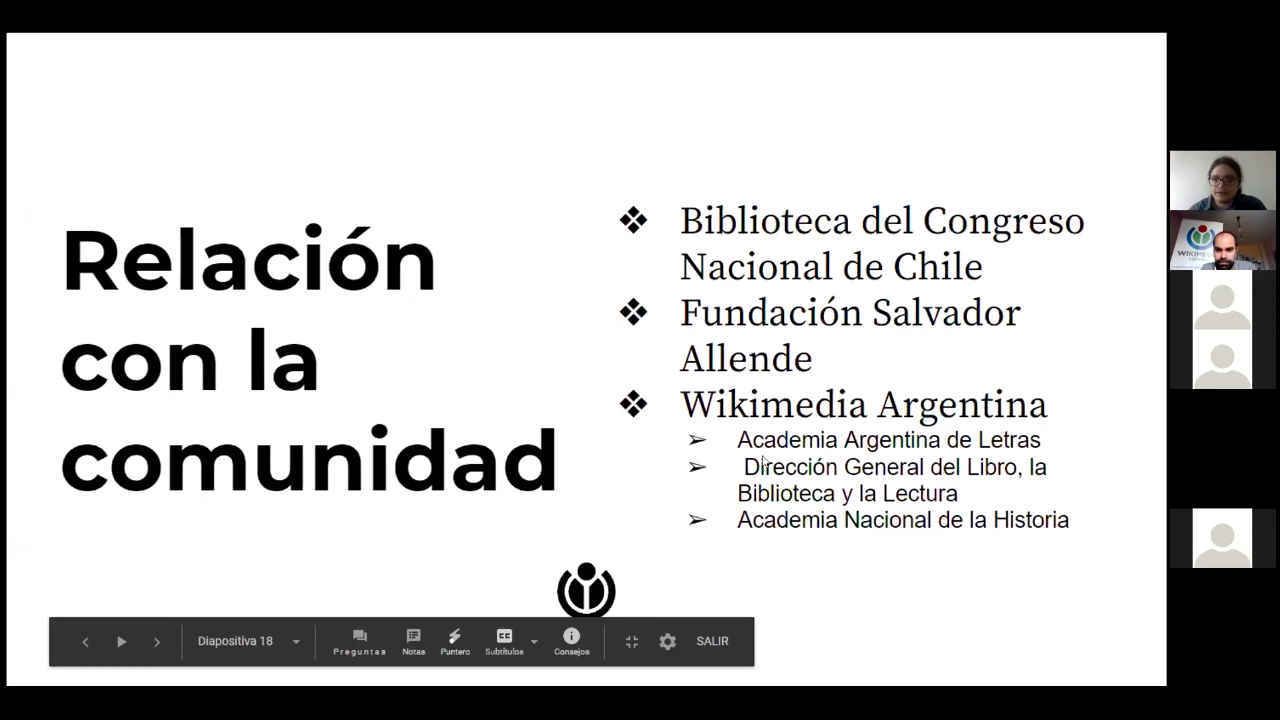 Relación
con la
comunidad
❖ Biblioteca del Congreso
Nacional de Chile
❖ Fundación Salvador
Allende
❖ Wikimedia Argentina
➢ Academia Argentina de Letras
➢ Dirección General del Libro, la
Biblioteca y la Lectura
➢ Academia Nacional de la Historia
Diapositiva 18
Preguntas
Notas
Puntero
Subtítulos
Consejos
SALIR